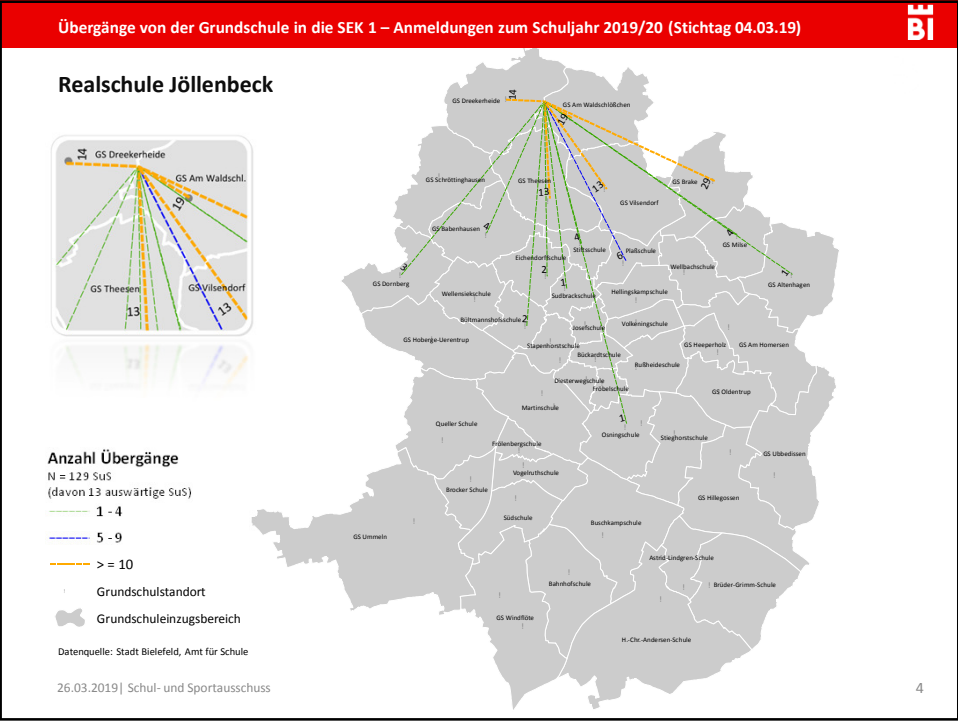 Übergänge von der Grundschule in die SEK 1 – Anmeldungen zum Schuljahr 2019/20 (Stichtag 04.03.19)
BI
Realschule Jöllenbeck
14
GS Dreekerheide
GS Am Waldschl.
19
GS Theesen
GS Vilsendorf
13
13
GS Dreekerheide
14
GS Am Waldschlößchen
19
GS Schröttinghausen
GS Theesen
13
13
GS Brake
29
GS Vilsendorf
GS Babenhausen
4
4
Stiftsschule
6
Plaßschule
4
GS Milse
Eichendorffschule
3
2
Wellbachschule
1
GS Dornberg
1
GS Altenhagen
Wellensiekschule
Sudbrackschule
Hellingskampschule
Bültmannshofsschule
2
Josefschule
Volkeningschule
GS Hoberge-Uerentrup
Stapenhorstschule
GS Heeperholz
GS Am Homersen
Bückardtschule
Rußheideschule
Diesterwegschule
Fröbelschule
GS Oldentrup
Martinschule
1
Queller Schule
Osningschule
Stieghorstschule
Frölenbergschule
GS Ubbedissen
Vogelruthschule
Brocker Schule
GS Hillegossen
Südschule
Buschkampschule
GS Ummeln
Astrid-Lindgren-Schule
Bahnhofschule
Brüder-Grimm-Schule
GS Windflöte
H.-Chr.-Andersen-Schule
Anzahl Übergänge
N = 129 SuS
(davon 13 auswärtige SuS)
1 - 4
5 - 9
> = 10
Grundschulstandort
Grundschuleinzugsbereich
Datenquelle: Stadt Bielefeld, Amt für Schule
26.03.2019| Schul- und Sportausschuss
4